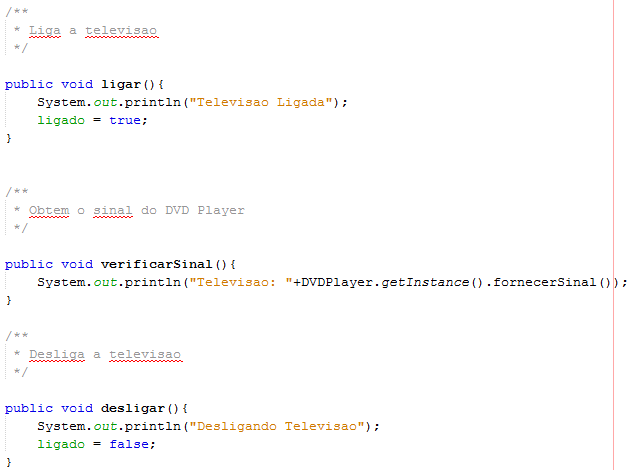 /**
 * Liga a televisao
 */
public void ligar(){
    System.out.println("Televisao Ligada");
    ligado = true;
}
/**
 * Obtem o sinal do DVD Player
 */
public void verificarSinal(){
    System.out.println("Televisao: "+DVDPlayer.getInstance().fornecerSinal());
}
/**
 * Desliga a televisao
 */
public void desligar(){
    System.out.println("Desligando Televisao");
    ligado = false;
}